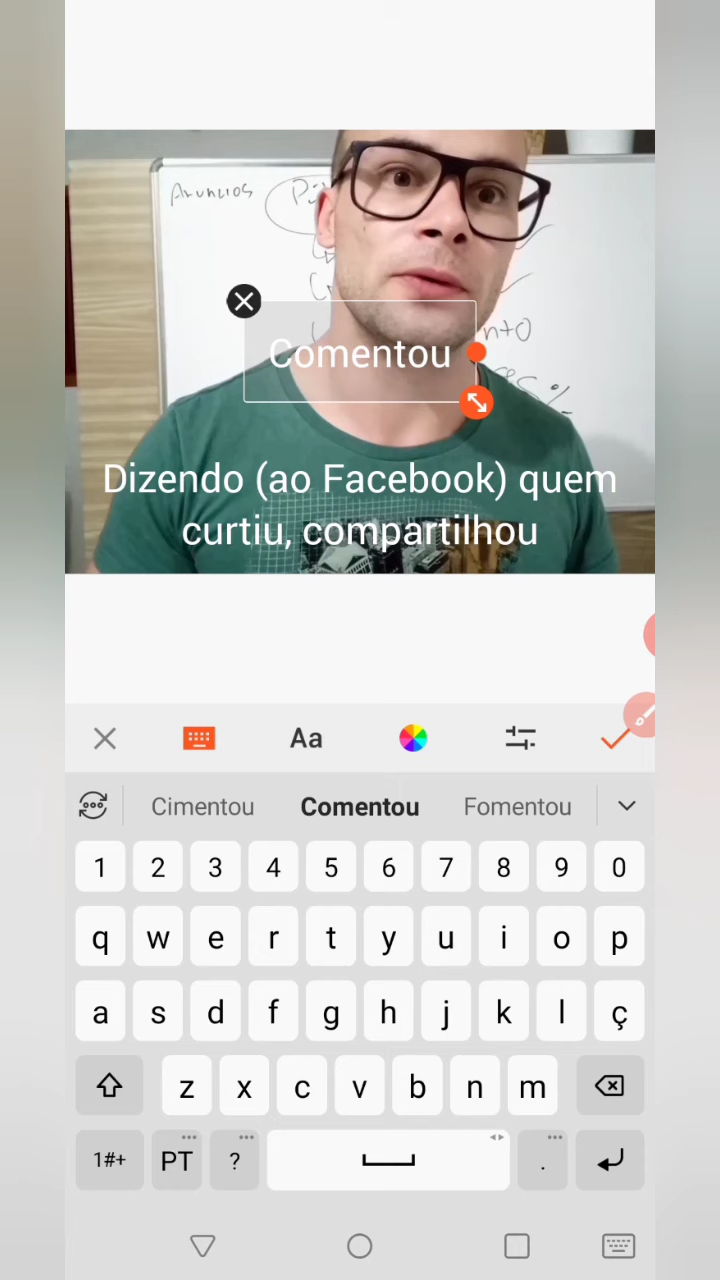 Anuncios
Comentou
Dizendo (ao Facebook) quem
curtiu, compartilhou
Aa
Cimentou Comentou Fomentou
1 2 3 4 5 6 7 8 9 0
q w e r t y u i o p
a s d f g h j k l ç
z x c v b n m
1#+ PT ? .